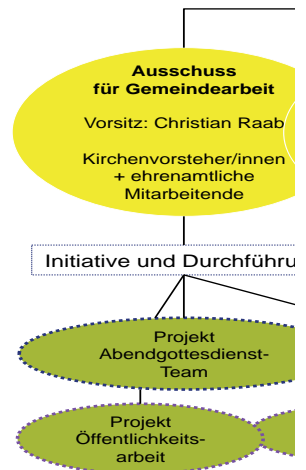 Ausschuss
für Gemeindearbeit
Vorsitz: Christian Raab
Kirchenvorsteher/innen
+ ehrenamtliche
Mitarbeitende
Initiative und Durchführu
Projekt
Abendgottesdienst-
Team
Projekt
Öffentlichkeits-
arbeit